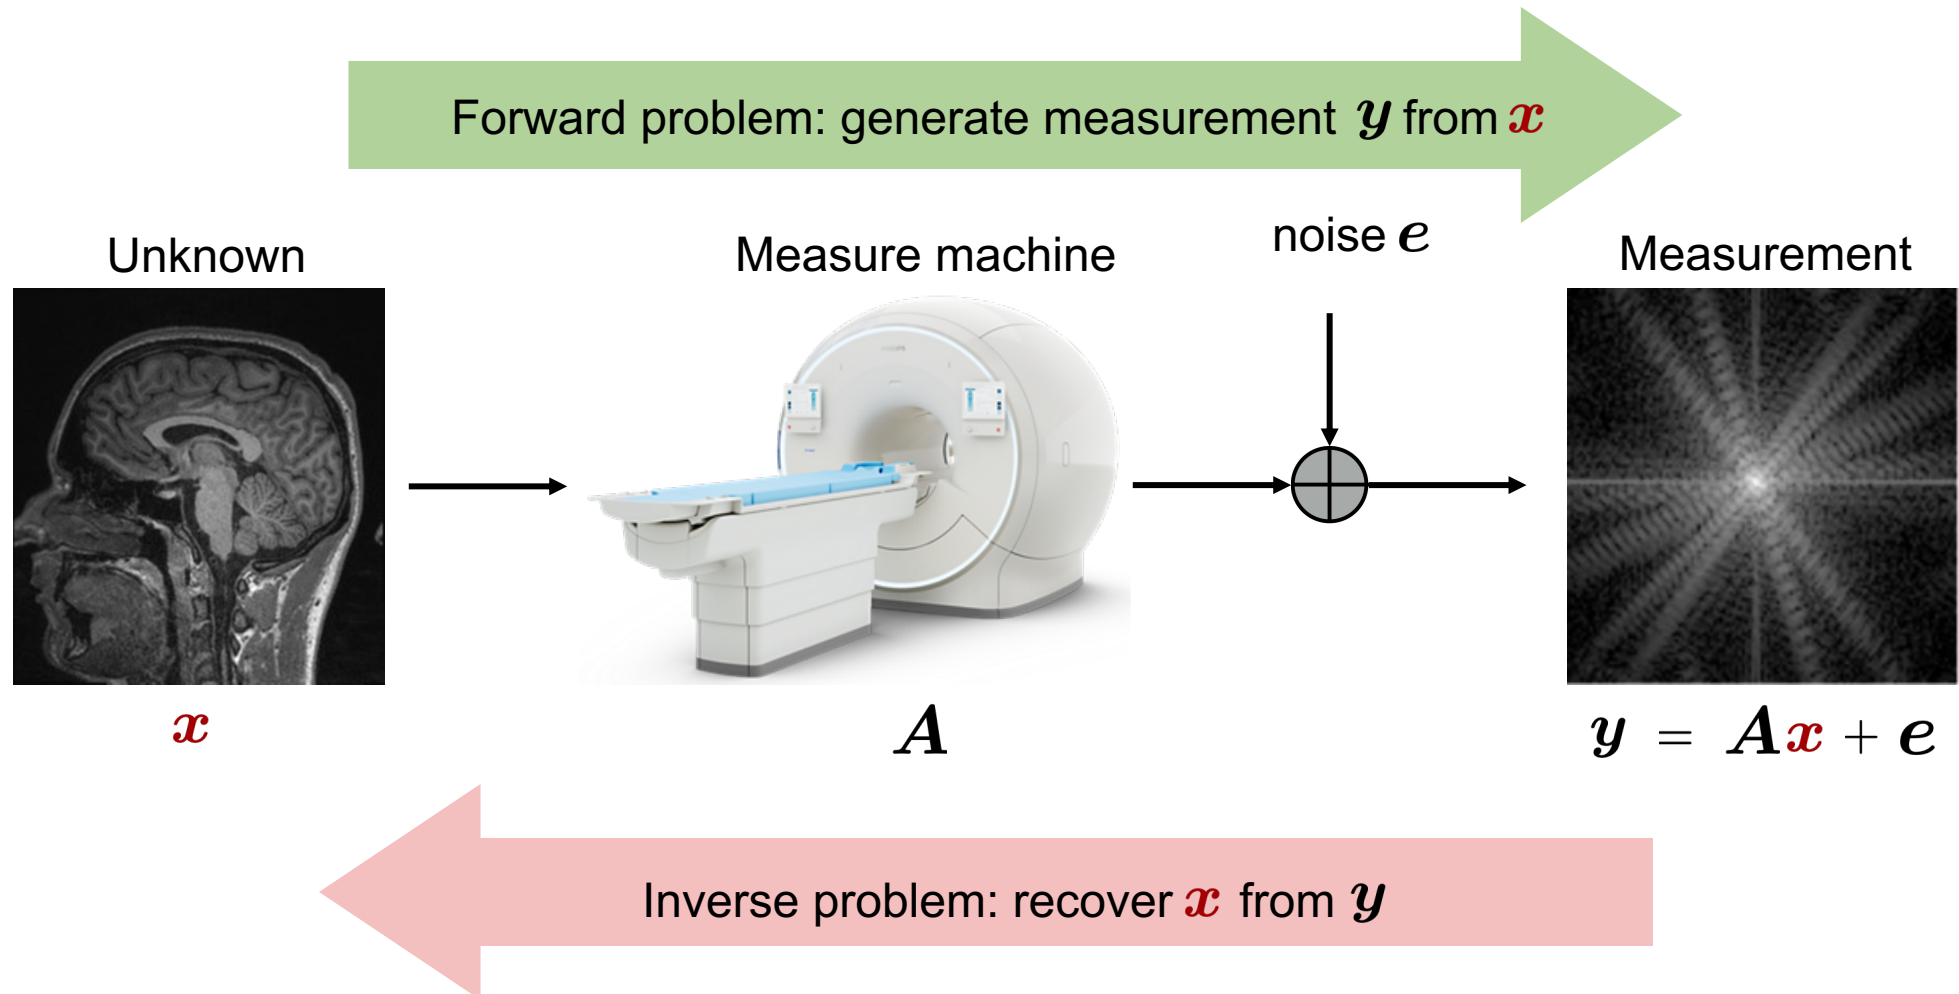 Forward problem: generate measurement y from x
noise e
Unknown
Measure machine
Measurement
x
A
y = Ax + e
Inverse problem: recover x from y